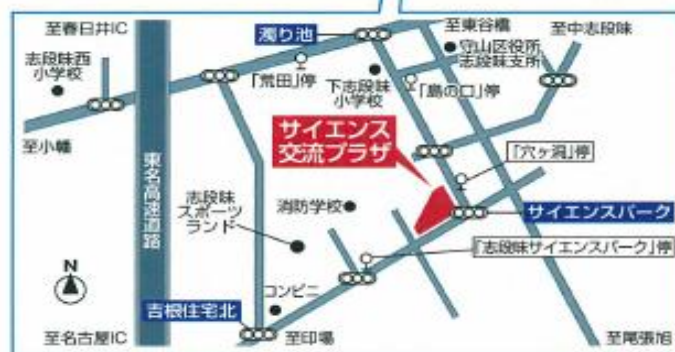 至春日井IC
濁り池
至東谷橋
至中志段味
志段味西
小学校
「荒田」停
下志段味
小学校
守山区役所
志段味支所
「島の口」停
至小幡
東名高速道路
サイエンス
交流プラザ
「穴ヶ洞」停
志段味
スポーツ
ランド
消防学校
サイエンスパーク
「志段味サイエンスパーク」停
N
コンビニ
吉根住宅北
至名古屋IC
至印場
至尾張旭